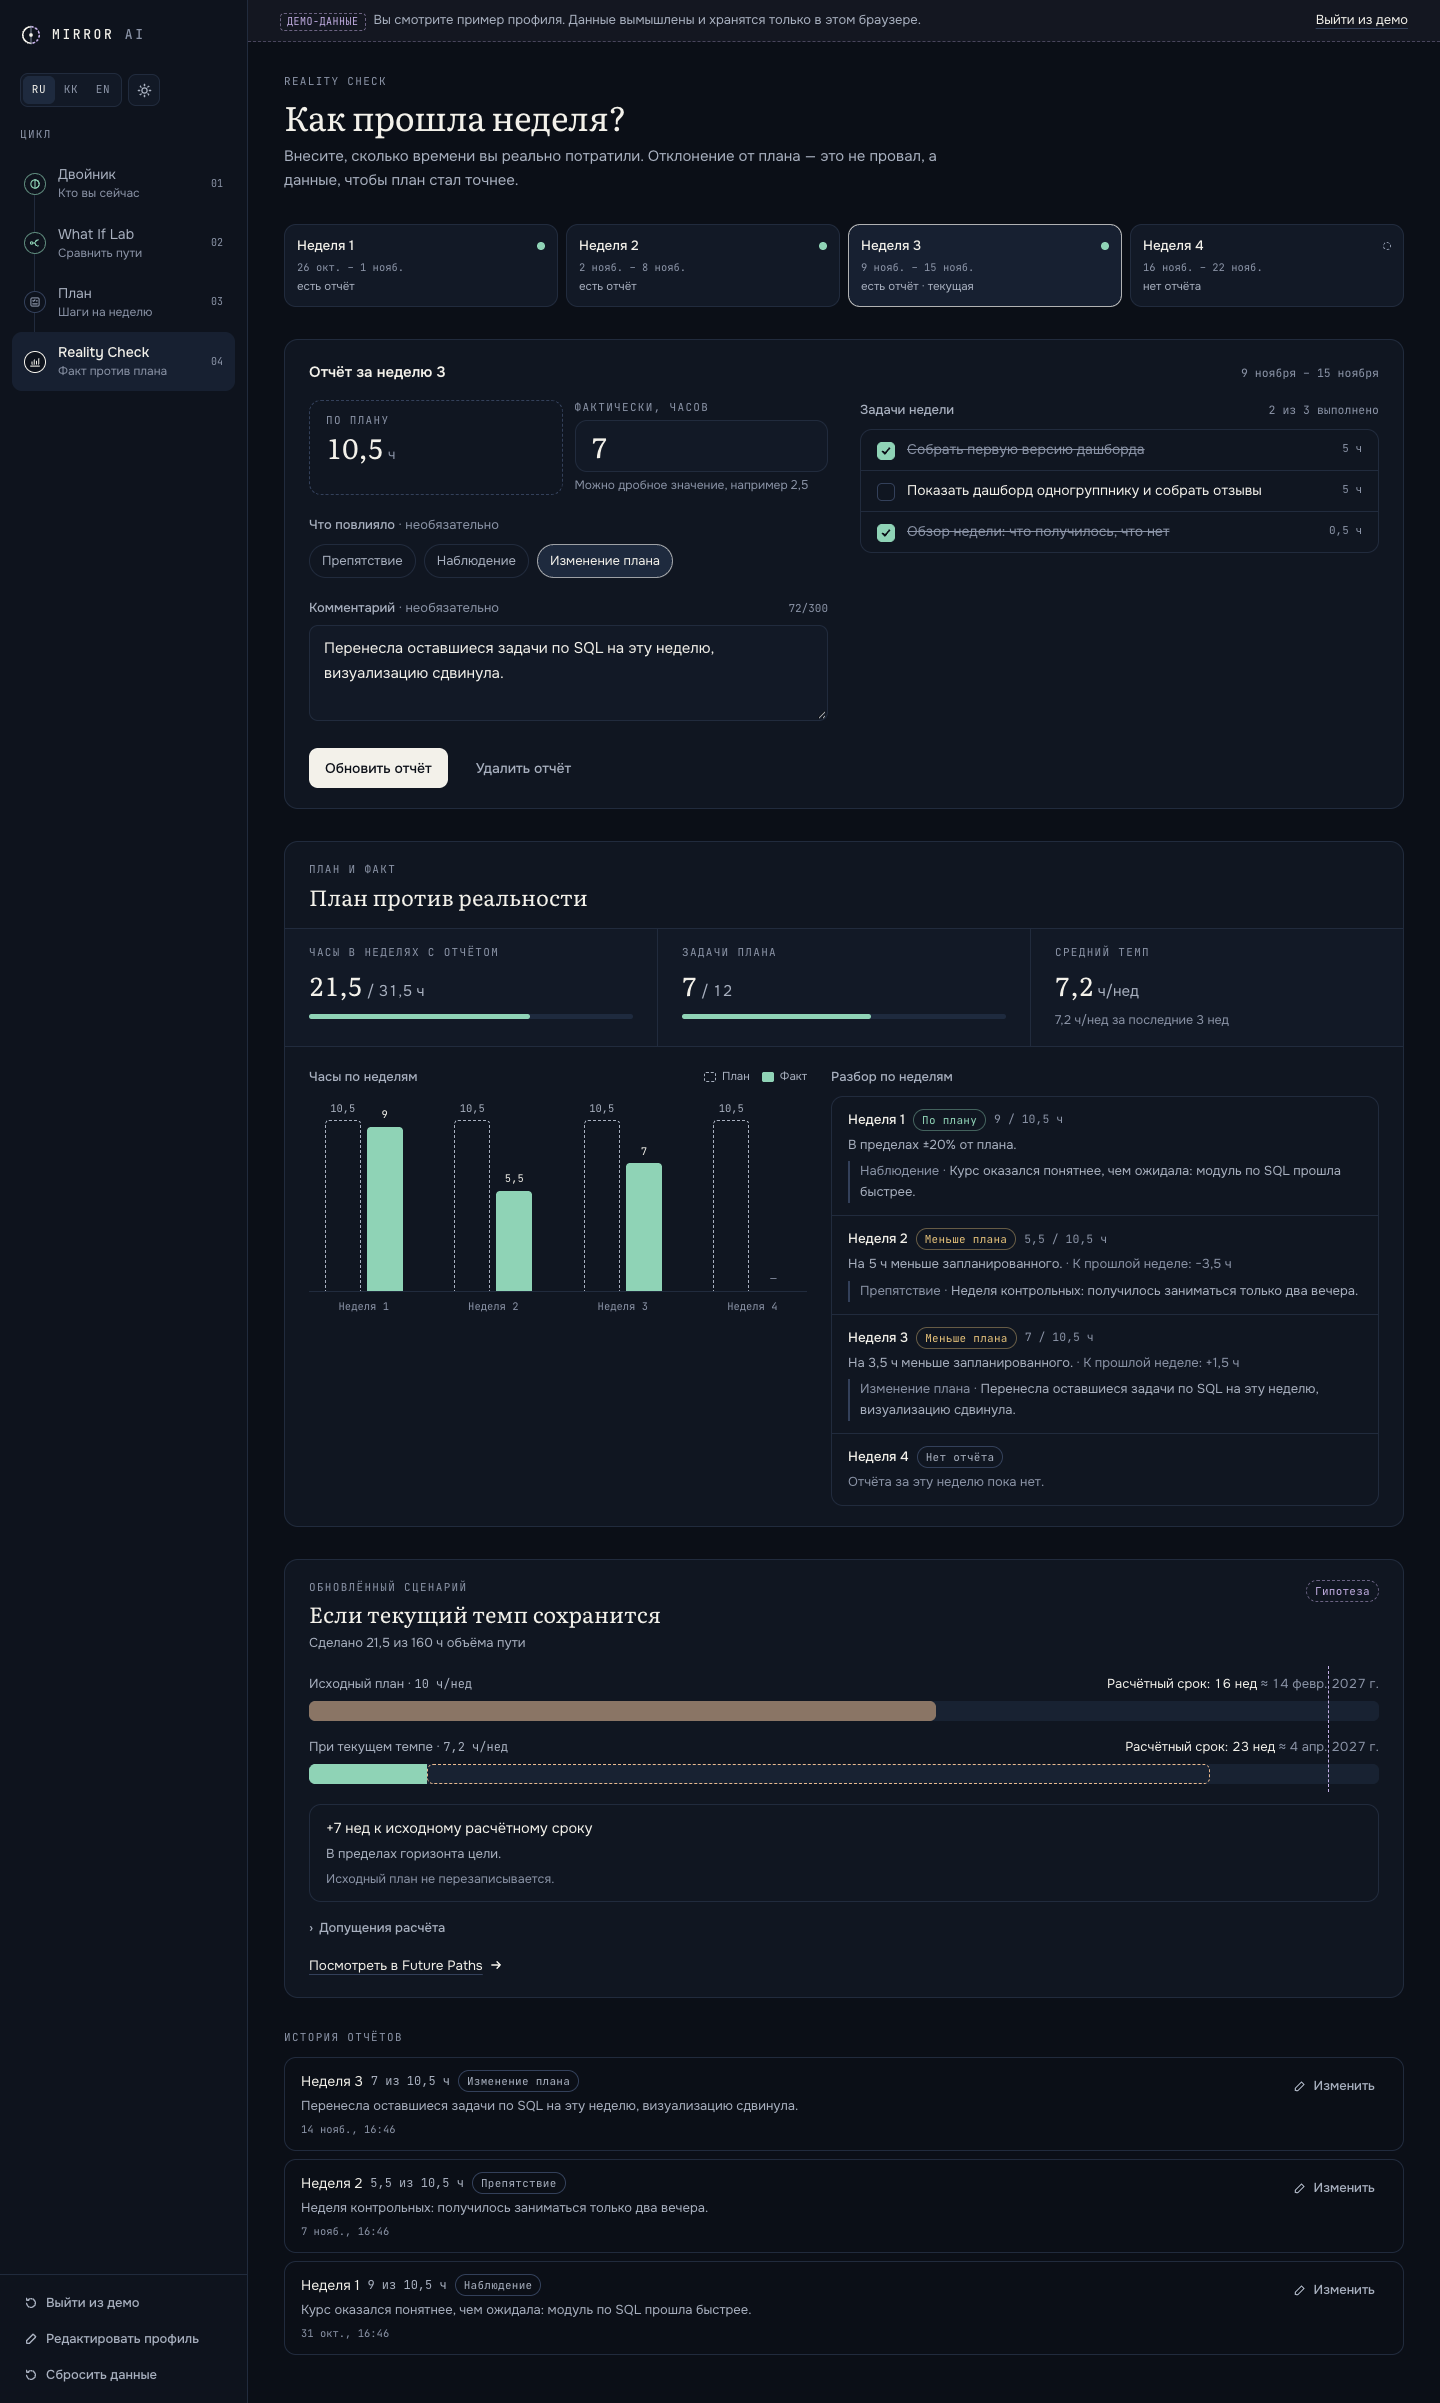 MIRROR AI
RU KK EN
ЦИКЛ
Двойник
Кто вы сейчас
01
What If Lab
Сравнить пути
02
План
Шаги на неделю
03
Reality Check
Факт против плана
04
Выйти из демо
Редактировать профиль
Сбросить данные
ДЕМО-ДАННЫЕ Вы смотрите пример профиля. Данные вымышлены и хранятся только в этом браузере.
Выйти из демо
REALITY CHECK
Как прошла неделя?
Внесите, сколько времени вы реально потратили. Отклонение от плана — это не провал, а
данные, чтобы план стал точнее.
Неделя 1
26 окт. – 1 нояб.
есть отчёт
Неделя 2
2 нояб. – 8 нояб.
есть отчёт
Неделя 3
9 нояб. – 15 нояб.
есть отчёт · текущая
Неделя 4
16 нояб. – 22 нояб.
нет отчёта
Отчёт за неделю 3
9 ноября – 15 ноября
ПО ПЛАНУ
10,5 ч
ФАКТИЧЕСКИ, ЧАСОВ
7
Можно дробное значение, например 2,5
Что повлияло · необязательно
Препятствие
Наблюдение
Изменение плана
Комментарий · необязательно
72/300
Перенесла оставшиеся задачи по SQL на эту неделю,
визуализацию сдвинула.
Обновить отчёт
Удалить отчёт
Задачи недели
2 из 3 выполнено
Собрать первую версию дашборда
5 ч
Показать дашборд одногруппнику и собрать отзывы
5 ч
Обзор недели: что получилось, что нет
0,5 ч
ПЛАН И ФАКТ
План против реальности
ЧАСЫ В НЕДЕЛЯХ С ОТЧЁТОМ
21,5 / 31,5 ч
ЗАДАЧИ ПЛАНА
7 / 12
СРЕДНИЙ ТЕМП
7,2 ч/нед
7,2 ч/нед за последние 3 нед
Часы по неделям
План
Факт
10,5
9
10,5
5,5
10,5
7
10,5
—
Неделя 1
Неделя 2
Неделя 3
Неделя 4
Разбор по неделям
Неделя 1 По плану 9 / 10,5 ч
В пределах ±20% от плана.
Наблюдение · Курс оказался понятнее, чем ожидала: модуль по SQL прошла
быстрее.
Неделя 2 Меньше плана 5,5 / 10,5 ч
На 5 ч меньше запланированного. · К прошлой неделе: −3,5 ч
Препятствие · Неделя контрольных: получилось заниматься только два вечера.
Неделя 3 Меньше плана 7 / 10,5 ч
На 3,5 ч меньше запланированного. · К прошлой неделе: +1,5 ч
Изменение плана · Перенесла оставшиеся задачи по SQL на эту неделю,
визуализацию сдвинула.
Неделя 4 Нет отчёта
Отчёта за эту неделю пока нет.
ОБНОВЛЁННЫЙ СЦЕНАРИЙ
Гипотеза
Если текущий темп сохранится
Сделано 21,5 из 160 ч объёма пути
Исходный план · 10 ч/нед
Расчётный срок: 16 нед ≈ 14 февр. 2027 г.
При текущем темпе · 7,2 ч/нед
Расчётный срок: 23 нед ≈ 4 апр. 2027 г.
+7 нед к исходному расчётному сроку
В пределах горизонта цели.
Исходный план не перезаписывается.
› Допущения расчёта
Посмотреть в Future Paths →
ИСТОРИЯ ОТЧЁТОВ
Неделя 3 7 из 10,5 ч Изменение плана
Изменить
Перенесла оставшиеся задачи по SQL на эту неделю, визуализацию сдвинула.
14 нояб., 16:46
Неделя 2 5,5 из 10,5 ч Препятствие
Изменить
Неделя контрольных: получилось заниматься только два вечера.
7 нояб., 16:46
Неделя 1 9 из 10,5 ч Наблюдение
Изменить
Курс оказался понятнее, чем ожидала: модуль по SQL прошла быстрее.
31 окт., 16:46